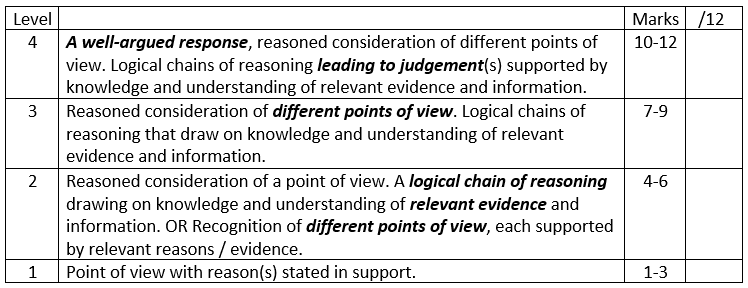 Level Marks /12
4 A well-argued response, reasoned consideration of different points of 10-12
view. Logical chains of reasoning leading to judgement(s) supported by
knowledge and understanding of relevant evidence and information.
3 Reasoned consideration of different points of view. Logical chains of 7-9
reasoning that draw on knowledge and understanding of relevant
evidence and information.
2 Reasoned consideration of a point of view. A logical chain of reasoning 4-6
drawing on knowledge and understanding of relevant evidence and
information. OR Recognition of different points of view, each supported
by relevant reasons / evidence.
1 Point of view with reason(s) stated in support. 1-3